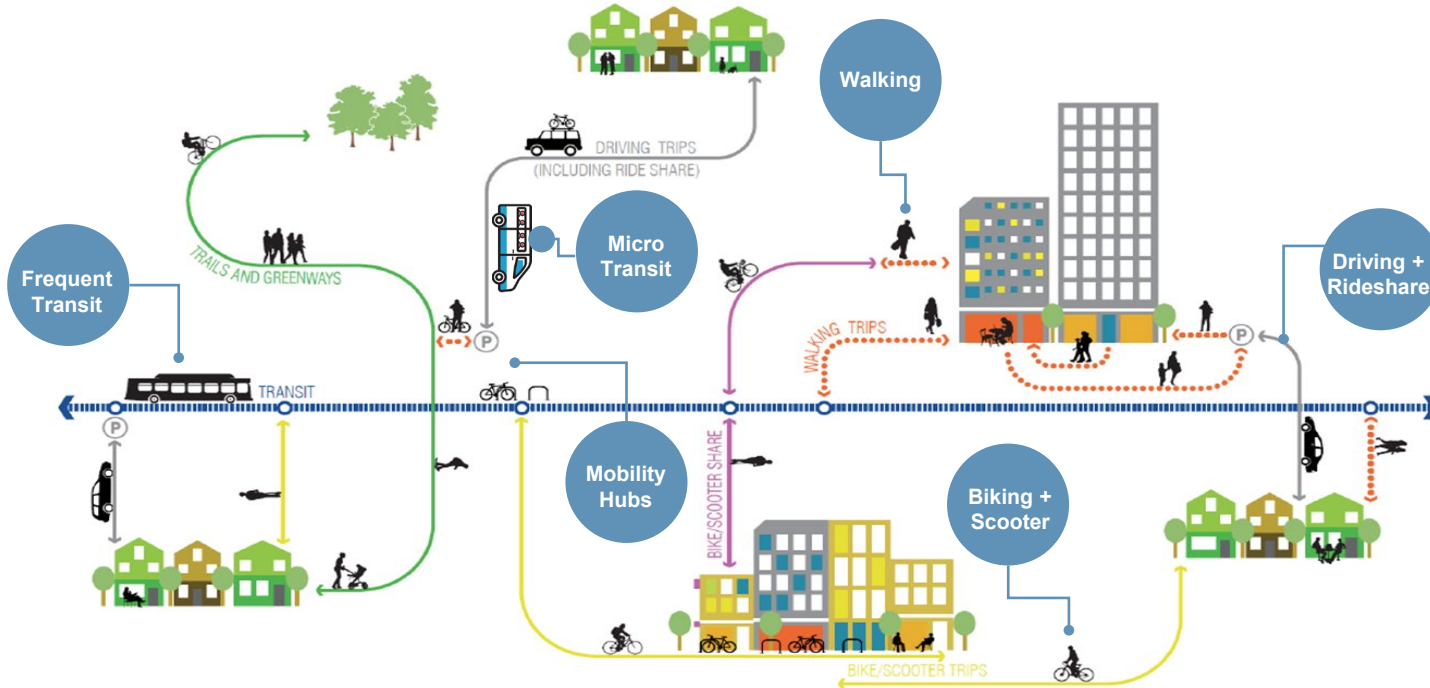 Walking
DRIVING TRIPS
(INCLUDING RIDE SHARE)
Micro
Transit
Frequent
Transit
TRAILS AND GREENWAYS
Driving +
Rideshare
P
WALKING TRIPS
P
TRANSIT
P
Mobility
Hubs
BIKE/SCOOTER SHARE
Biking +
Scooter
BIKE/SCOOTER TRIPS